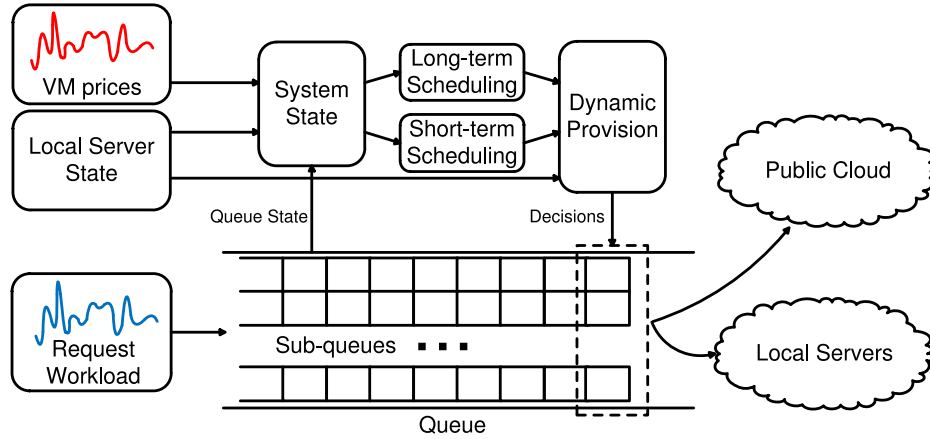 VM prices
Local Server
State
System
State
Long-term
Scheduling
Short-term
Scheduling
Dynamic
Provision
Public Cloud
Queue State
Decisions
Request
Workload
Sub-queues
Local Servers
Queue